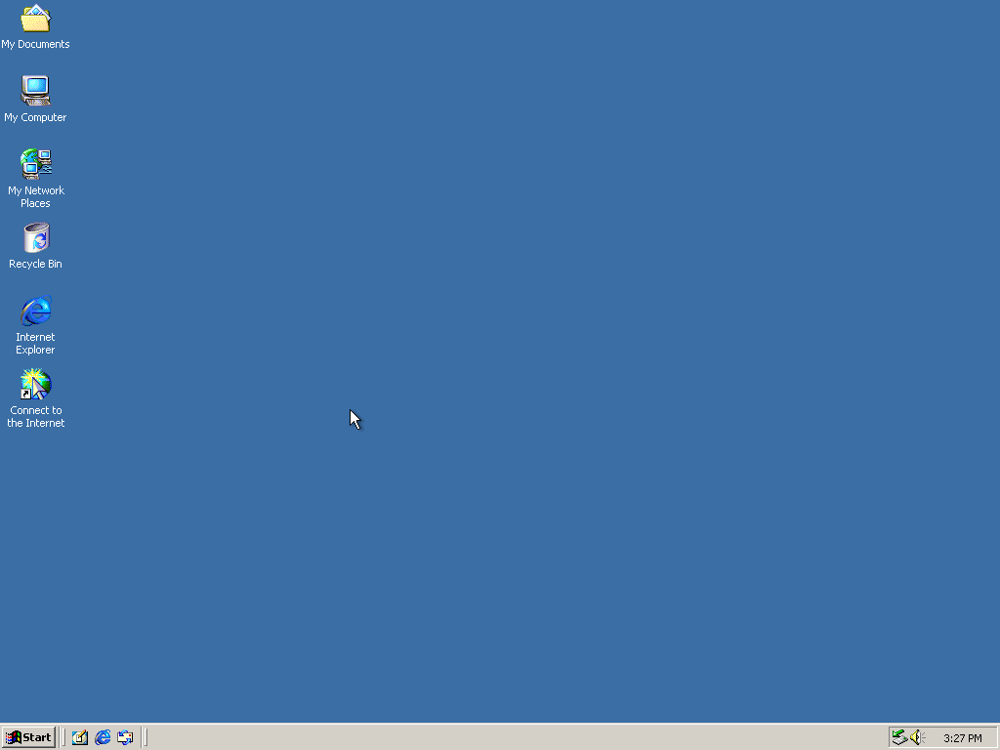 My Documents
My Computer
My Network
Places
Recycle Bin
Internet
Explorer
Connect to
the Internet
Start
3:27 PM